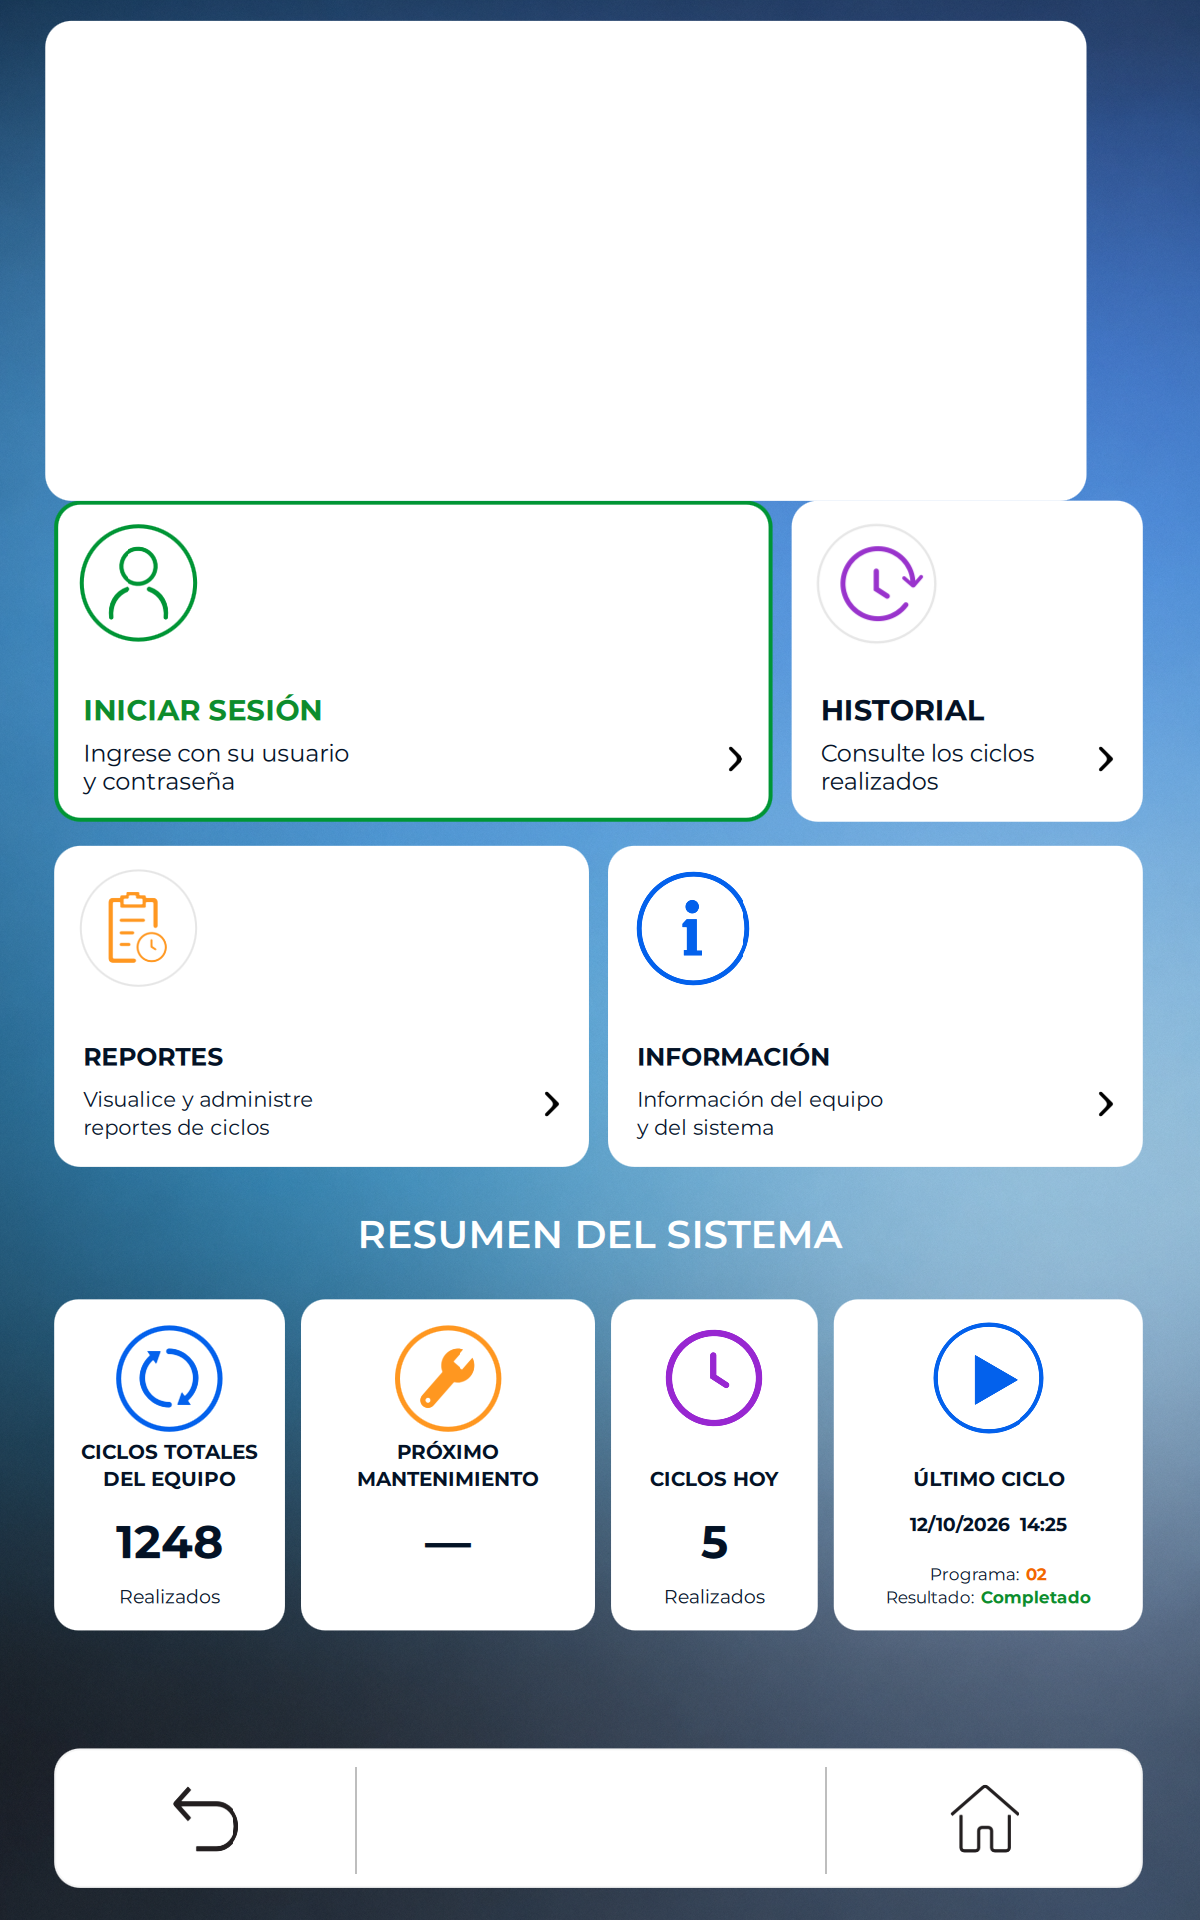 INICIAR SESIÓN
Ingrese con su usuario
y contraseña
HISTORIAL
Consulte los ciclos
realizados
REPORTES
Visualice y administre
reportes de ciclos
INFORMACIÓN
Información del equipo
y del sistema
RESUMEN DEL SISTEMA
CICLOS TOTALES
DEL EQUIPO
1248
Realizados
PRÓXIMO
MANTENIMIENTO
—
CICLOS HOY
5
Realizados
ÚLTIMO CICLO
12/10/2026 14:25
Programa: 02
Resultado: Completado